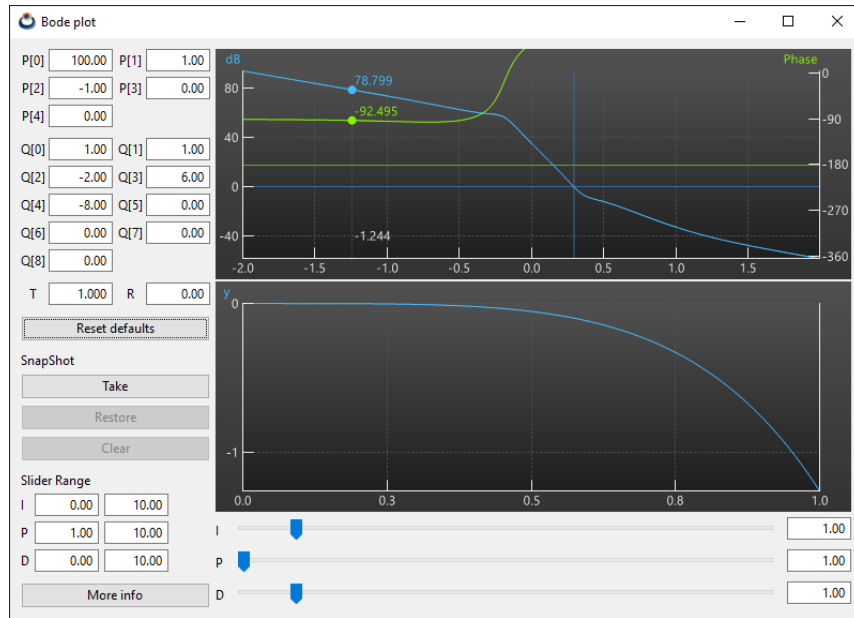 Bode plot
P[0] 100.00 P[1] 1.00
P[2] -1.00 P[3] 0.00
P[4] 0.00
Q[0] 1.00 Q[1] 1.00
Q[2] -2.00 Q[3] 6.00
Q[4] -8.00 Q[5] 0.00
Q[6] 0.00 Q[7] 0.00
Q[8] 0.00
T 1.000 R 0.00
Reset defaults
SnapShot
Take
Restore
Clear
Slider Range
I 0.00 10.00
P 1.00 10.00
D 0.00 10.00
More info
dB Phase
78.799
-92.495
-1.244
80
40
0
-40
0
-90
-180
-270
-360
-2.0 -1.5 -1.0 -0.5 0.0 0.5 1.0 1.5
y
0
-1
0.0 0.3 0.5 0.8 1.0
I 1.00
P 1.00
D 1.00